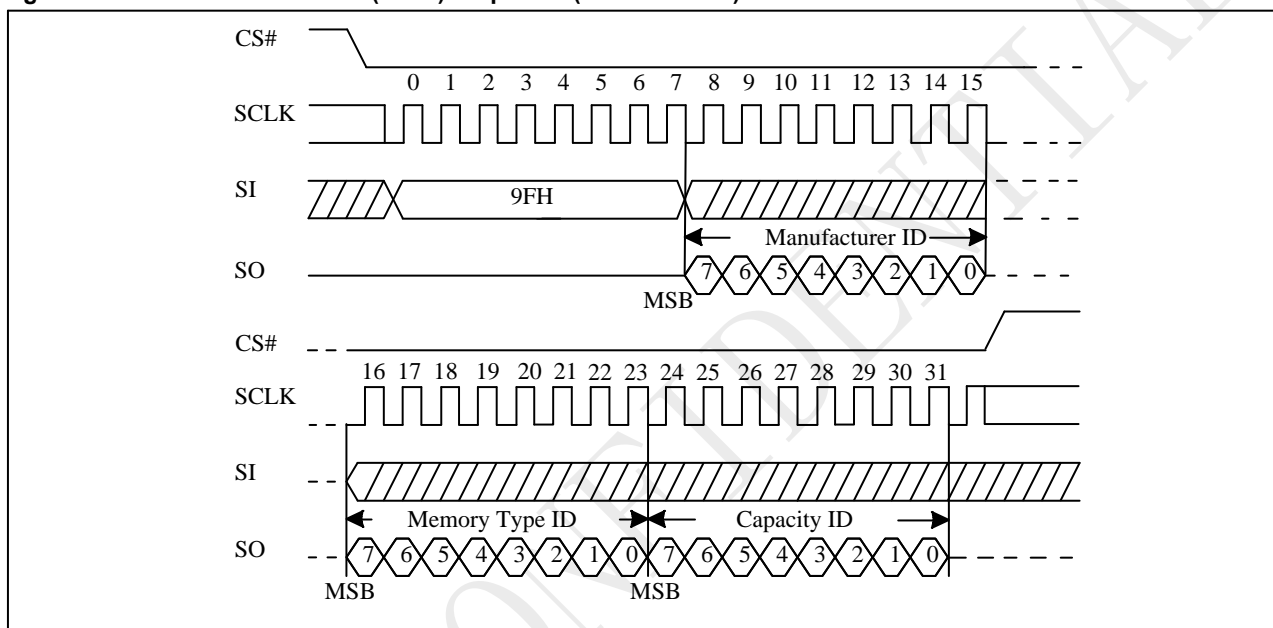 CS#
0 1 2 3 4 5 6 7 8 9 10 11 12 13 14 15
SCLK
SI
9FH
Manufacturer ID
SO
7 6 5 4 3 2 1 0
MSB
CS#
16 17 18 19 20 21 22 23 24 25 26 27 28 29 30 31
SCLK
SI
Memory Type ID Capacity ID
SO
7 6 5 4 3 2 1 0 7 6 5 4 3 2 1 0
MSB MSB